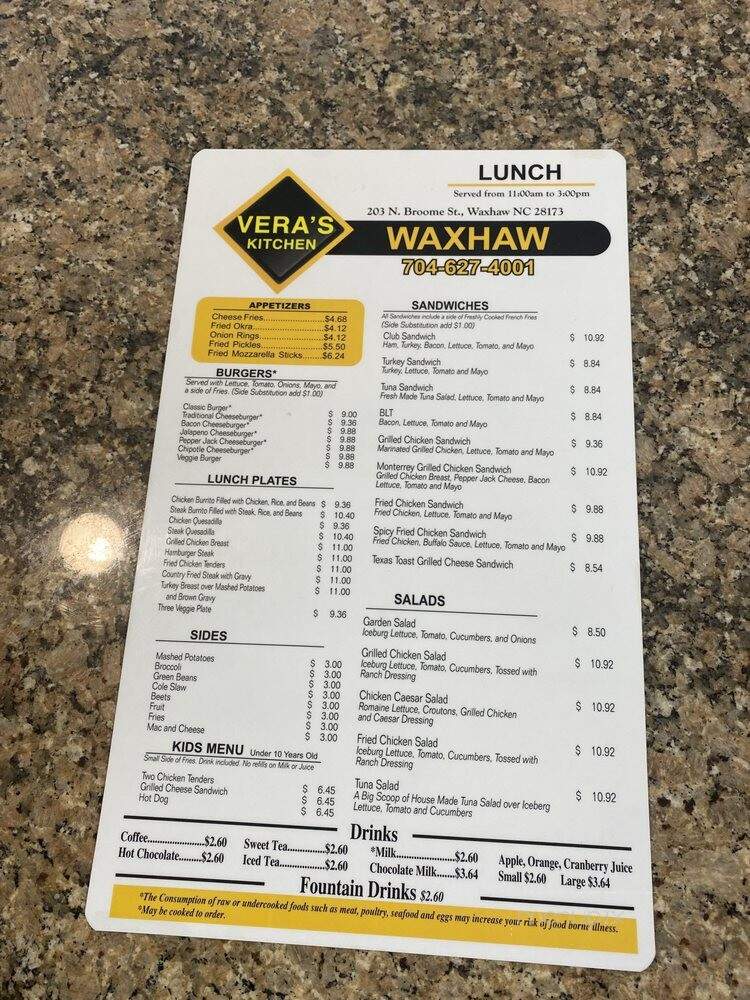 LUNCH
Served from 11:00am to 3:00pm
203 N. Broome St., Waxhaw NC 28173
VERA'S
KITCHEN
WAXHAW
704-627-4001
APPETIZERS
Cheese Fries....................$4.68
Fried Okra........................$4.12
Onion Rings.....................$4.12
Fried Pickles....................$5.50
Fried Mozzarella Sticks.......$6.24
BURGERS*
Served with Lettuce, Tomato, Onions, Mayo, and
a side of Fries. (Side Substitution add $1.00)
Classic Burger* $ 9.00
Traditional Cheeseburger* $ 9.36
Bacon Cheeseburger* $ 9.88
Jalapeno Cheeseburger* $ 9.88
Pepper Jack Cheeseburger* $ 9.88
Chipotle Cheeseburger* $ 9.88
Veggie Burger $ 9.88
LUNCH PLATES
Chicken Burrito Filled with Chicken, Rice, and Beans $ 9.36
Steak Burrito Filled with Steak, Rice, and Beans $ 10.40
Chicken Quesadilla $ 9.36
Steak Quesadilla $ 10.40
Grilled Chicken Breast $ 11.00
Hamburger Steak $ 11.00
Fried Chicken Tenders $ 11.00
Country Fried Steak with Gravy $ 11.00
Turkey Breast over Mashed Potatoes $ 11.00
and Brown Gravy
Three Veggie Plate $ 9.36
SIDES
Mashed Potatoes $ 3.00
Broccoli $ 3.00
Green Beans $ 3.00
Cole Slaw $ 3.00
Beets $ 3.00
Fruit $ 3.00
Fries $ 3.00
Mac and Cheese $ 3.00
KIDS MENU Under 10 Years Old
Small Side of Fries. Drink included. No refills on Milk or Juice
Two Chicken Tenders $ 6.45
Grilled Cheese Sandwich $ 6.45
Hot Dog $ 6.45
SANDWICHES
All Sandwiches include a side of Freshly Cooked French Fries
(Side Substitution add $1.00)
Club Sandwich $ 10.92
Ham, Turkey, Bacon, Lettuce, Tomato, and Mayo
Turkey Sandwich $ 8.84
Turkey, Lettuce, Tomato and Mayo
Tuna Sandwich $ 8.84
Fresh Made Tuna Salad, Lettuce, Tomato and Mayo
BLT $ 8.84
Bacon, Lettuce, Tomato and Mayo
Grilled Chicken Sandwich $ 9.36
Marinated Grilled Chicken, Lettuce, Tomato and Mayo
Monterrey Grilled Chicken Sandwich $ 10.92
Grilled Chicken Breast, Pepper Jack Cheese, Bacon
Lettuce, Tomato and Mayo
Fried Chicken Sandwich $ 9.88
Fried Chicken, Lettuce, Tomato and Mayo
Spicy Fried Chicken Sandwich $ 9.88
Fried Chicken, Buffalo Sauce, Lettuce, Tomato and Mayo
Texas Toast Grilled Cheese Sandwich $ 8.54
SALADS
Garden Salad $ 8.50
Iceburg Lettuce, Tomato, Cucumbers, and Onions
Grilled Chicken Salad $ 10.92
Iceburg Lettuce, Tomato, Cucumbers, Tossed with
Ranch Dressing
Chicken Caesar Salad $ 10.92
Romaine Lettuce, Croutons, Grilled Chicken
and Caesar Dressing
Fried Chicken Salad $ 10.92
Iceburg Lettuce, Tomato, Cucumbers, Tossed with
Ranch Dressing
Tuna Salad $ 10.92
A Big Scoop of House Made Tuna Salad over Iceberg
Lettuce, Tomato and Cucumbers
Drinks
Coffee......................$2.60 Sweet Tea..............$2.60 *Milk....................$2.60 Apple, Orange, Cranberry Juice
Hot Chocolate........$2.60 Iced Tea.................$2.60 Chocolate Milk.......$3.64 Small $2.60 Large $3.64
Fountain Drinks $2.60
*The Consumption of raw or undercooked foods such as meat, poultry, seafood and eggs may increase your risk of food borne illness.
*May be cooked to order.